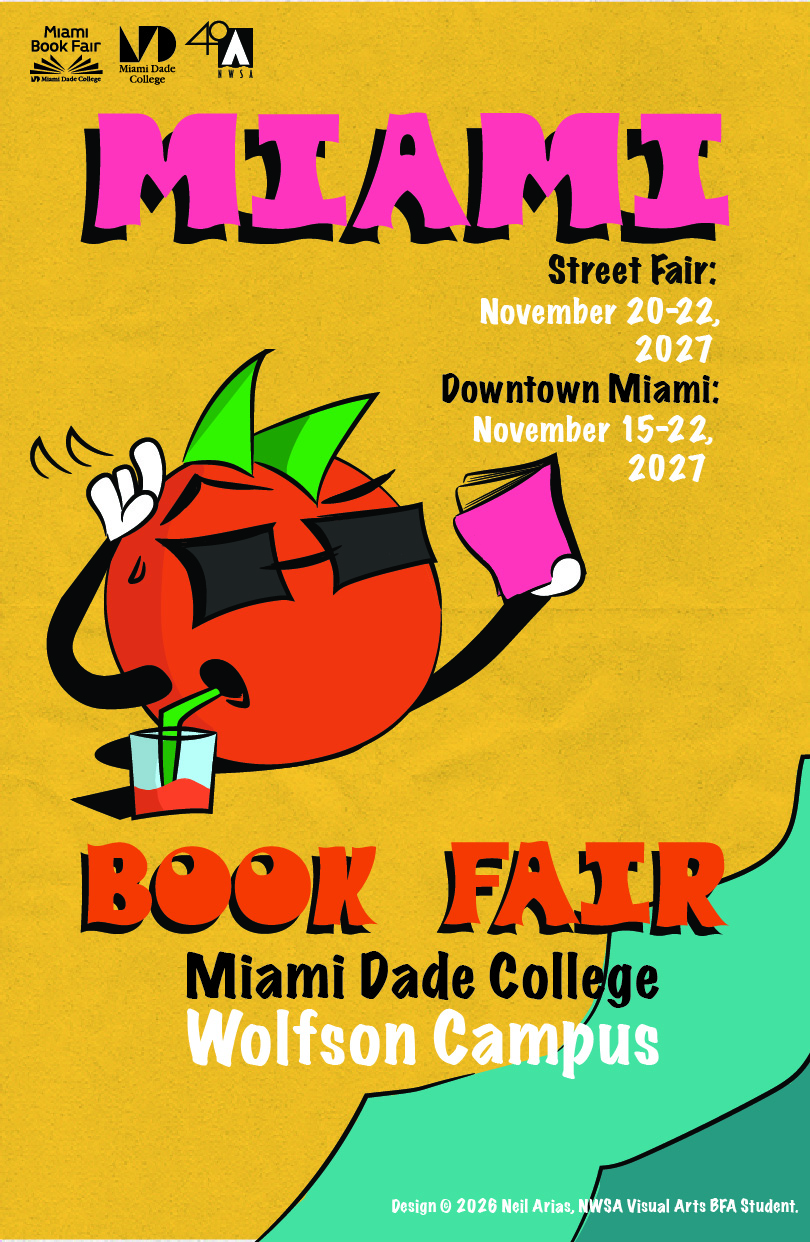 Miami
Book Fair
MD Miami Dade College
MD
Miami Dade
College
40
NWSA
MIAMI
Street Fair:
November 20-22,
2027
Downtown Miami:
November 15-22,
2027
BOOK FAIR
Miami Dade College
Wolfson Campus
Design © 2026 Neil Arias, NWSA Visual Arts BFA Student.